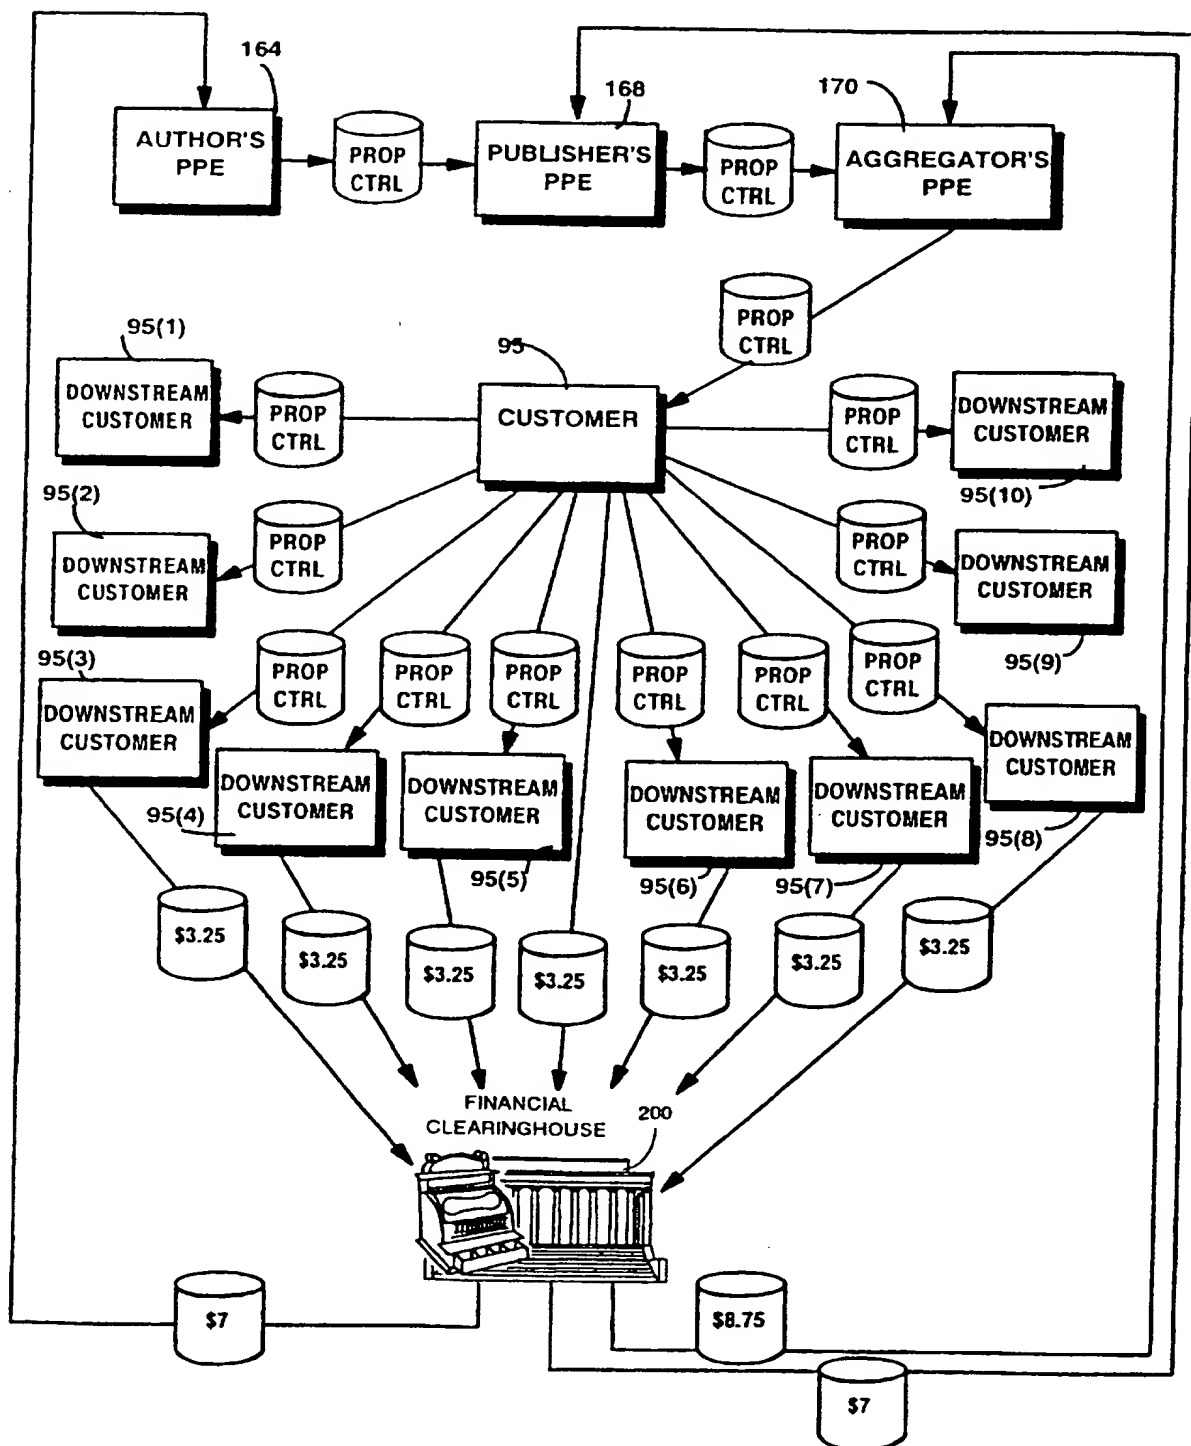 164
AUTHOR'S
PPE
PROP
CTRL
168
PUBLISHER'S
PPE
PROP
CTRL
170
AGGREGATOR'S
PPE
PROP
CTRL
95(1)
DOWNSTREAM
CUSTOMER
PROP
CTRL
95
CUSTOMER
PROP
CTRL
DOWNSTREAM
CUSTOMER
95(10)
95(2)
DOWNSTREAM
CUSTOMER
PROP
CTRL
PROP
CTRL
DOWNSTREAM
CUSTOMER
95(9)
95(3)
DOWNSTREAM
CUSTOMER
PROP
CTRL
PROP
CTRL
PROP
CTRL
PROP
CTRL
PROP
CTRL
PROP
CTRL
DOWNSTREAM
CUSTOMER
95(8)
DOWNSTREAM
CUSTOMER
95(4)
DOWNSTREAM
CUSTOMER
95(5)
DOWNSTREAM
CUSTOMER
95(6)
DOWNSTREAM
CUSTOMER
95(7)
$3.25
$3.25
$3.25
$3.25
$3.25
$3.25
$3.25
FINANCIAL
CLEARINGHOUSE
200
$7
$8.75
$7